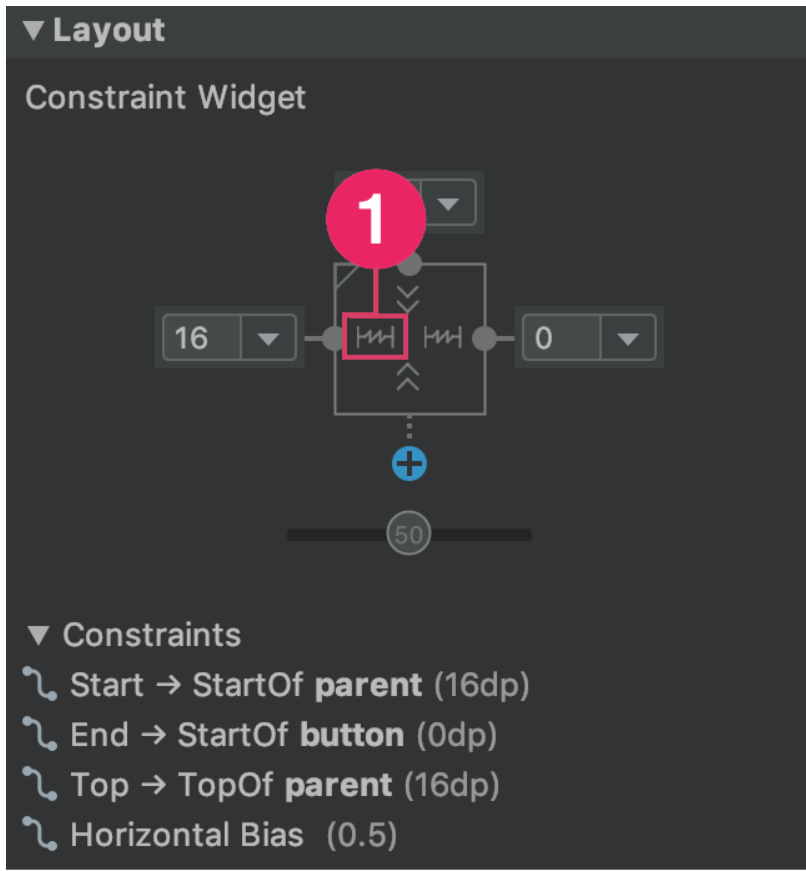 Layout
Constraint Widget
1
16
0
50
Constraints
Start → StartOf parent (16dp)
End → StartOf button (0dp)
Top → TopOf parent (16dp)
Horizontal Bias (0.5)